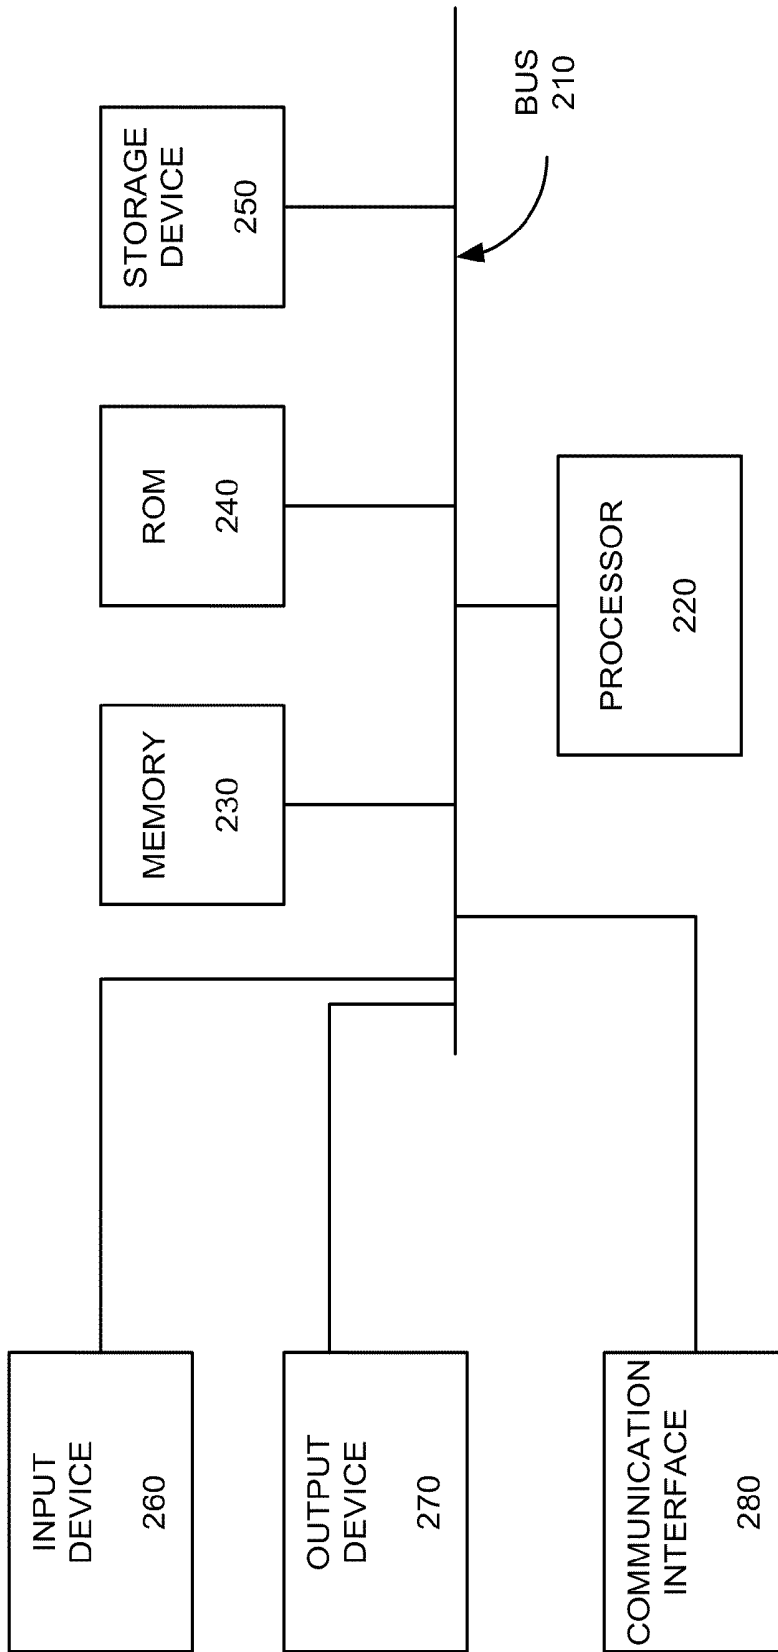 INPUT
DEVICE
260
OUTPUT
DEVICE
270
COMMUNICATION
INTERFACE
280
MEMORY
230
ROM
240
STORAGE
DEVICE
250
PROCESSOR
220
BUS
210